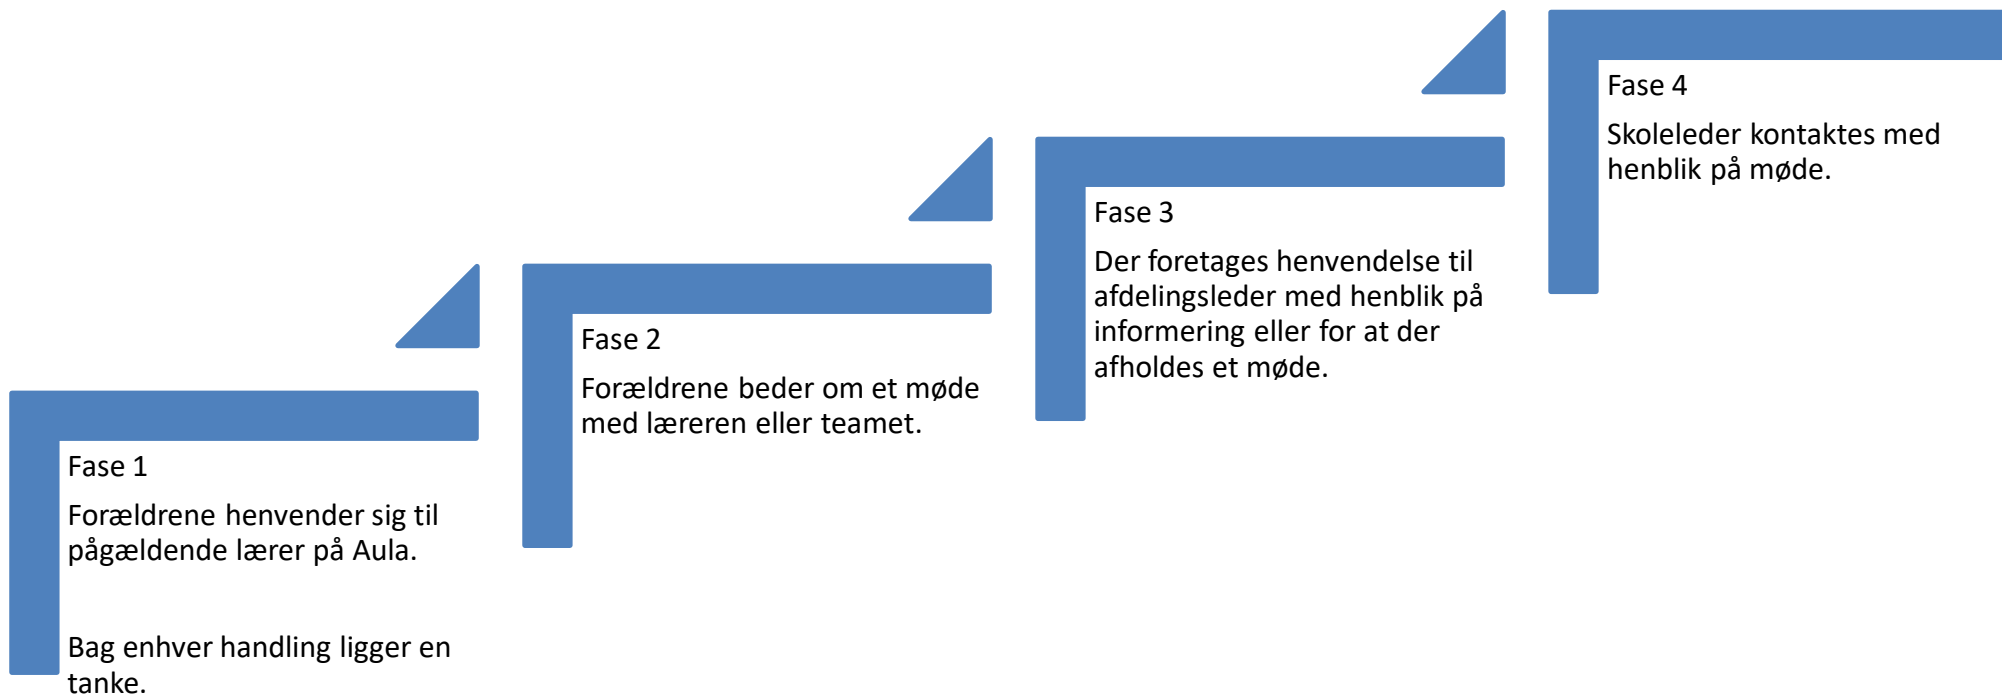 Fase 1
Forældrene henvender sig til
pågældende lærer på Aula.
Bag enhver handling ligger en
tanke.
Fase 2
Forældrene beder om et møde
med læreren eller teamet.
Fase 3
Der foretages henvendelse til
afdelingsleder med henblik på
informering eller for at der
afholdes et møde.
Fase 4
Skoleleder kontaktes med
henblik på møde.